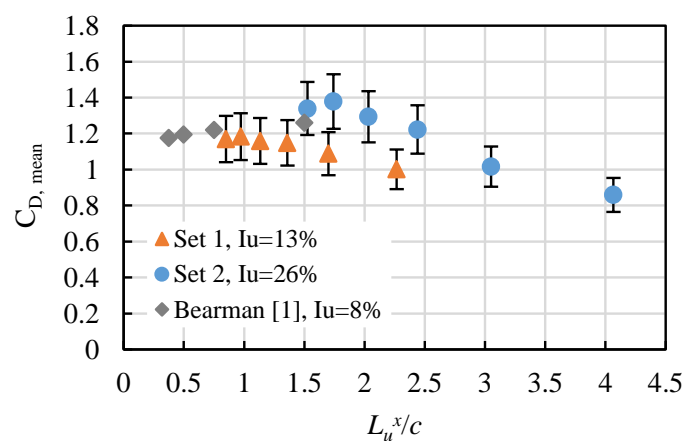 1.8
1.6
1.4
1.2
1
0.8
0.6
0.4
0.2
0
C_D, mean
Set 1, Iu=13%
Set 2, Iu=26%
Bearman [1], Iu=8%
0 0.5 1 1.5 2 2.5 3 3.5 4 4.5
L_u^x/c